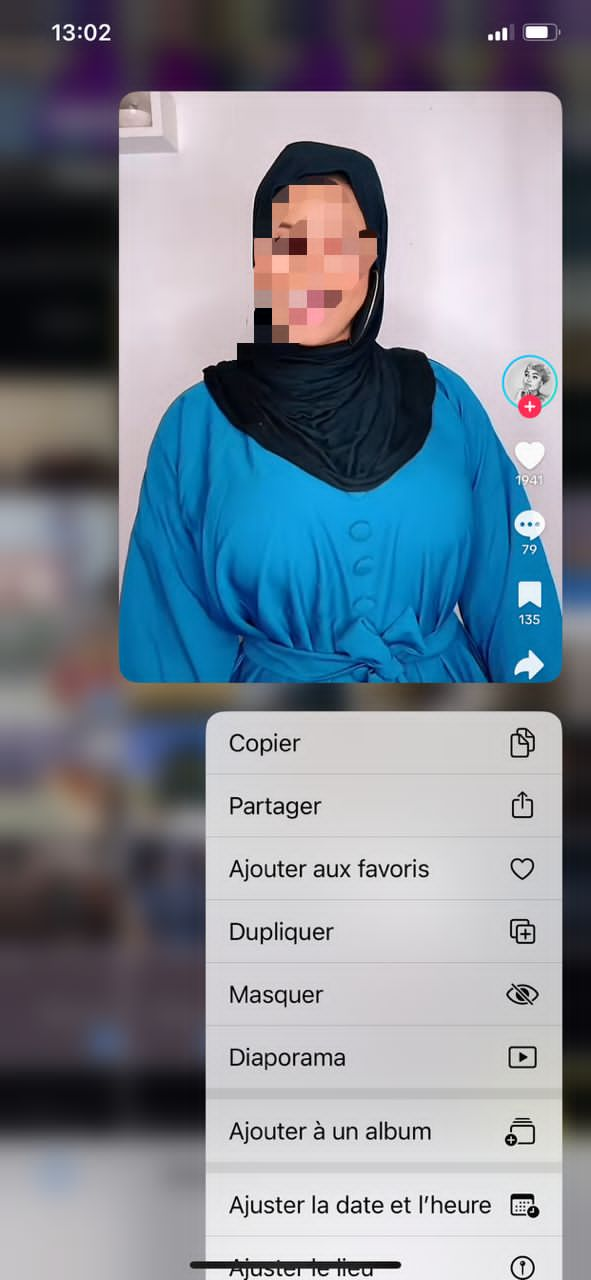 13:02
1941
79
135
Copier
Partager
Ajouter aux favoris
Dupliquer
Masquer
Diaporama
Ajouter à un album
Ajuster la date et l’heure
Ajuster le lieu